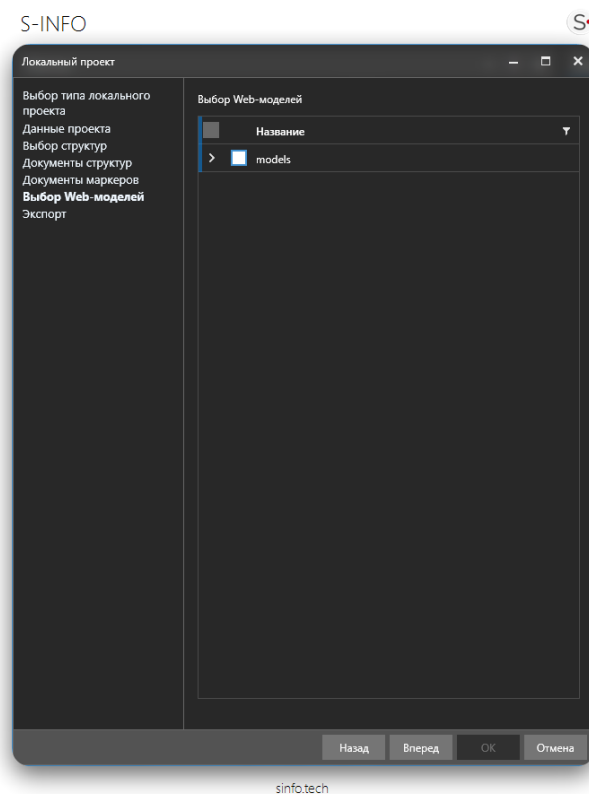 S-INFO
S
Локальный проект
Выбор типа локального
проекта
Данные проекта
Выбор структур
Документы структур
Документы маркеров
Выбор Web-моделей
Экспорт
Выбор Web-моделей
Название
models
Назад Вперед ОК Отмена
sinfo.tech